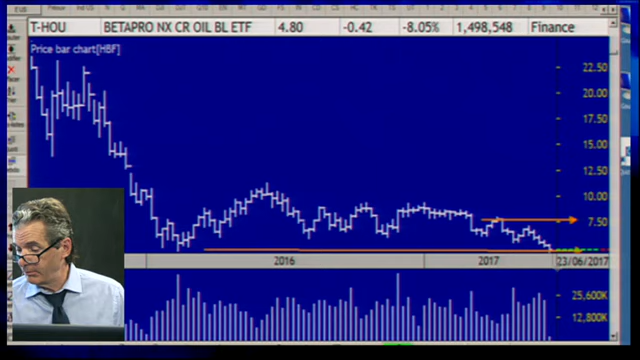 T-HOU BETAPRO NX CR OIL BL ETF 4.80 -0.42 -8.05% 1,498,548 Finance
Price bar chart[HBF]
22.50
20.00
17.50
15.00
12.50
10.00
7.50
2016 2017 23/06/2017
25,600K
12,800K